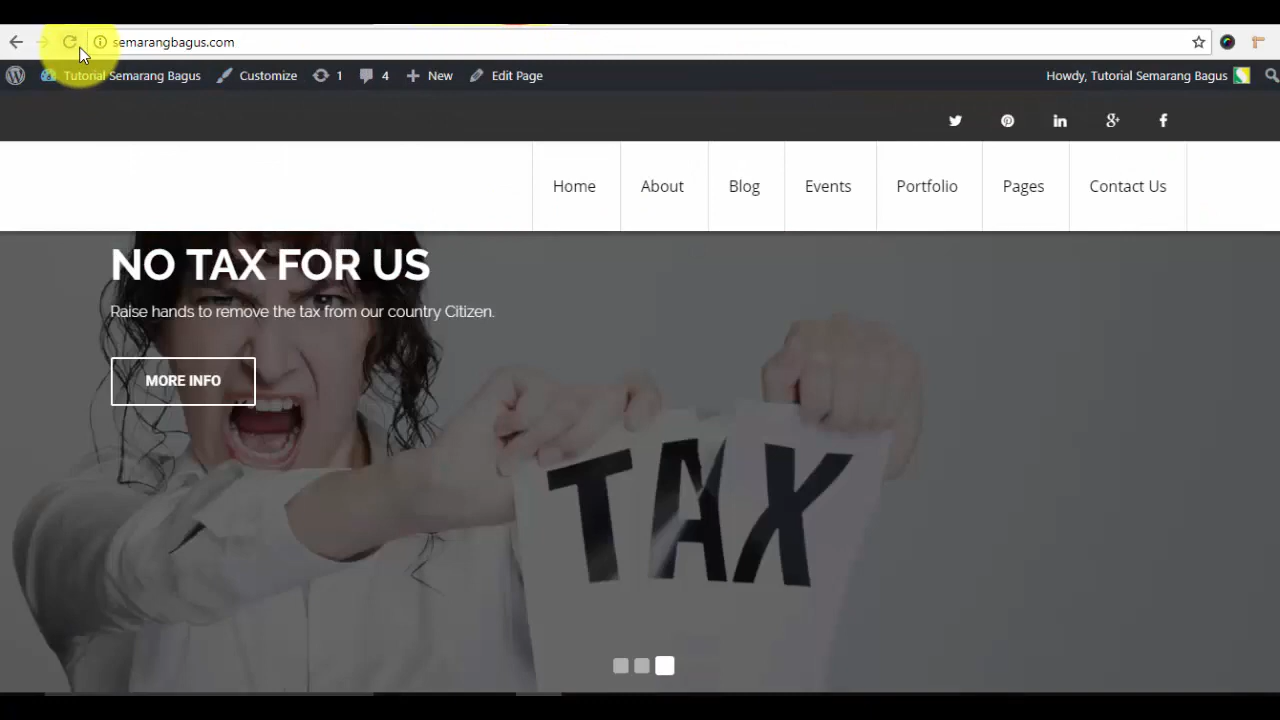 semarangbagus.com
Tutorial Semarang Bagus Customize 1 4 New Edit Page Howdy, Tutorial Semarang Bagus
Home About Blog Events Portfolio Pages Contact Us
NO TAX FOR US
Raise hands to remove the tax from our country Citizen.
MORE INFO
TAX